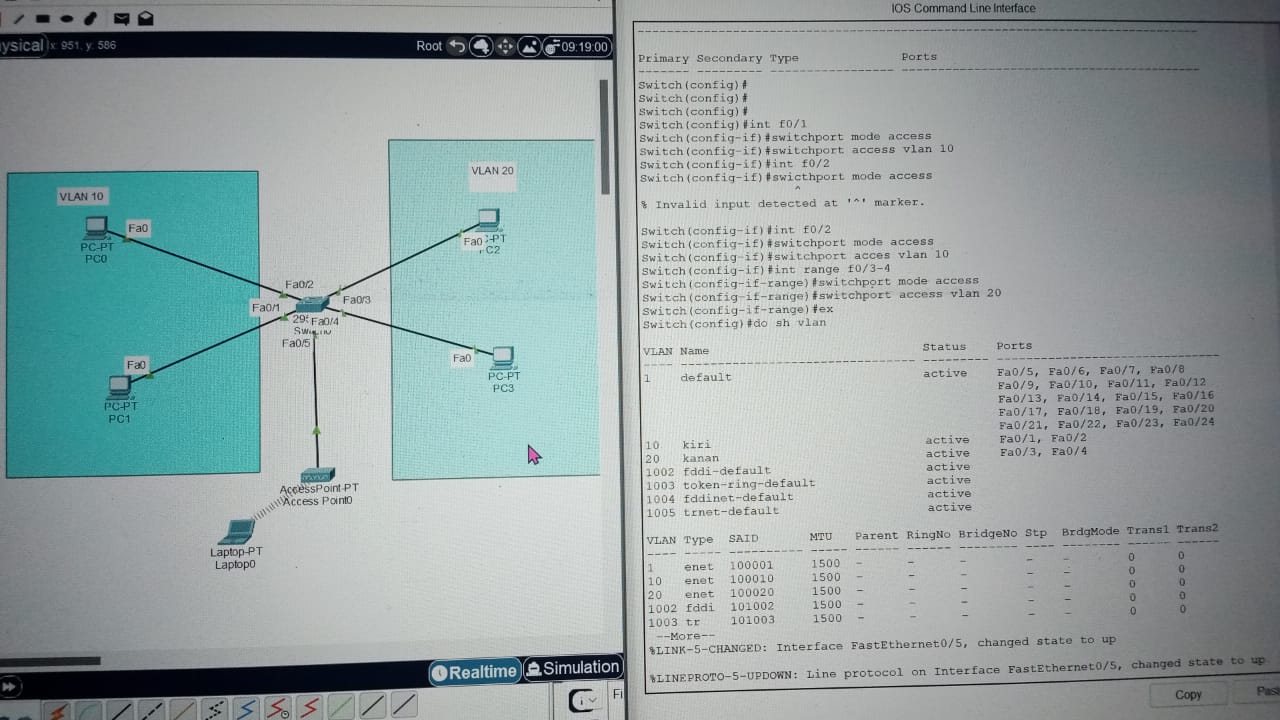 ysical x: 951, y: 586
Root
09:19:00
VLAN 10
Fa0
PC-PT
PC0
Fa0
PC-PT
PC1
VLAN 20
Fa0
-PT
C2
Fa0
PC-PT
PC3
Fa0/2
Fa0/1
Fa0/3
Fa0/4
Fa0/5
AccessPoint-PT
Access Point0
Laptop-PT
Laptop0
Realtime
Simulation
Fi
IOS Command Line Interface
Primary Secondary Type Ports
------- --------- ----------------- ------------------------------------------
Switch(config)#
Switch(config)#
Switch(config)#
Switch(config)#int f0/1
Switch(config-if)#switchport mode access
Switch(config-if)#switchport access vlan 10
Switch(config-if)#int f0/2
Switch(config-if)#swicthport mode access
^
% Invalid input detected at '^' marker.
Switch(config-if)#int f0/2
Switch(config-if)#switchport mode access
Switch(config-if)#switchport acces vlan 10
Switch(config-if)#int range f0/3-4
Switch(config-if-range)#switchport mode access
Switch(config-if-range)#switchport access vlan 20
Switch(config-if-range)#ex
Switch(config)#do sh vlan
VLAN Name Status Ports
---- -------------------------------- --------- -------------------------------
1 default active Fa0/5, Fa0/6, Fa0/7, Fa0/8
Fa0/9, Fa0/10, Fa0/11, Fa0/12
Fa0/13, Fa0/14, Fa0/15, Fa0/16
Fa0/17, Fa0/18, Fa0/19, Fa0/20
Fa0/21, Fa0/22, Fa0/23, Fa0/24
10 kiri active Fa0/1, Fa0/2
20 kanan active Fa0/3, Fa0/4
1002 fddi-default active
1003 token-ring-default active
1004 fddinet-default active
1005 trnet-default active
VLAN Type SAID MTU Parent RingNo BridgeNo Stp BrdgMode Trans1 Trans2
---- ----- ---------- ----- ------ ------ -------- ---- -------- ------ ------
1 enet 100001 1500 - - - - - 0 0
10 enet 100010 1500 - - - - - 0 0
20 enet 100020 1500 - - - - - 0 0
1002 fddi 101002 1500 - - - - - 0 0
1003 tr 101003 1500 - - - - - 0 0
--More--
%LINK-5-CHANGED: Interface FastEthernet0/5, changed state to up
%LINEPROTO-5-UPDOWN: Line protocol on Interface FastEthernet0/5, changed state to up
Copy
Pas